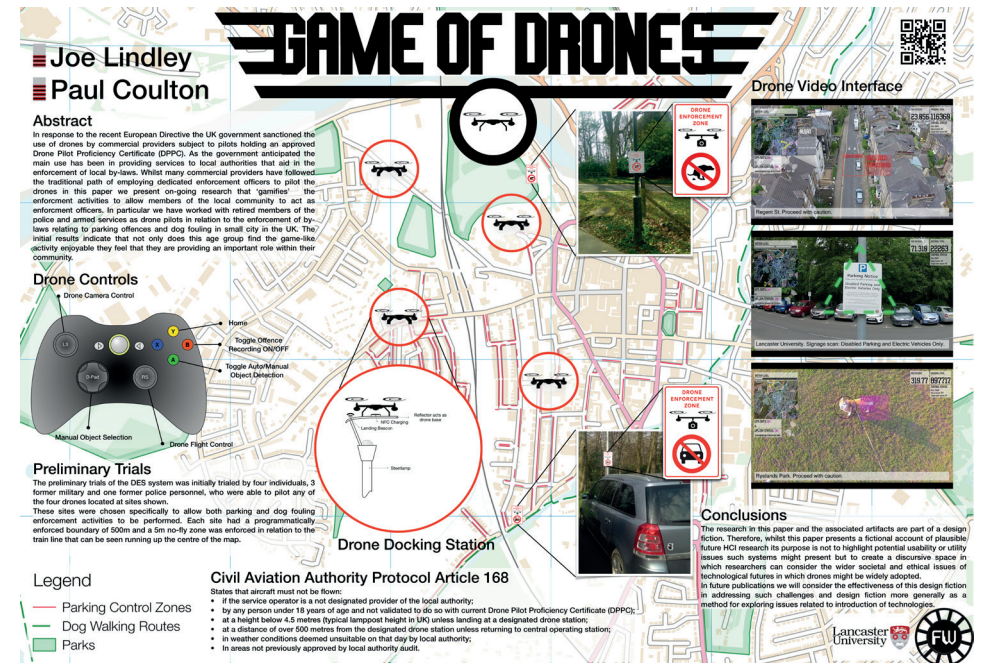 GAME OF DRONES
Joe Lindley
Paul Coulton
Abstract
In response to the recent European Directive the UK government sanctioned the
use of drones by commercial providers subject to pilots holding an approved
Drone Pilot Proficiency Certificate (DPPC). As the government anticipated the
main use has been in providing services to local authorities that aid in the
enforcement of local by-laws. Whilst many commercial providers have followed
the traditional path of employing dedicated enforcement officers to pilot the
drones in this paper we present on-going research that 'gamifies' the
enforcement activities to allow members of the local community to act as
enforcement officers. In particular we have worked with retired members of the
police and armed services as drone pilots in relation to the enforcement of by-
laws relating to parking offences and dog fouling in small city in the UK. The
initial results indicate that not only does this age group find the game-like
activity enjoyable they feel that they are providing an important role within their
community.
Drone Controls
Drone Camera Control
Home
Toggle Offence
Recording ON/OFF
Toggle Auto/Manual
Object Detection
LS
Y
X
B
A
D-Pad
RS
Manual Object Selection
Drone Flight Control
Preliminary Trials
The preliminary trials of the DES system was initially trialed by four individuals, 3
former military and one former police personnel, who were able to pilot any of
the four drones located at sites shown.
These sites were chosen specifically to allow both parking and dog fouling
enforcement activities to be performed. Each site had a programmatically
enforced boundary of 500m and a 5m no-fly zone was enforced in relation to the
train line that can be seen running up the centre of the map.
Legend
Parking Control Zones
Dog Walking Routes
Parks
Reflector acts as
drone base
NFC Charging
Landing Beacon
Streetlamp
Drone Docking Station
Civil Aviation Authority Protocol Article 168
States that aircraft must not be flown:
• if the service operator is a not designated provider of the local authority;
• by any person under 18 years of age and not validated to do so with current Drone Pilot Proficiency Certificate (DPPC);
• at a height below 4.5 metres (typical lamppost height in UK) unless landing at a designated drone station;
• at a distance of over 500 metres from the designated drone station unless returning to central operating station;
• in weather conditions deemed unsuitable on that day by local authority;
• In areas not previously approved by local authority audit.
DRONE
ENFORCEMENT
ZONE
DRONE
ENFORCEMENT
ZONE
Drone Video Interface
23.856 116369
Regent St. Proceed with caution.
71.318 22263
P
Parking Notice
Disabled Parking and
Electric Vehicles Only
Lancaster University. Signage scan: Disabled Parking and Electric Vehicles Only.
319.77 897717
Ryelands Park. Proceed with caution.
Conclusions
The research in this paper and the associated artifacts are part of a design
fiction. Therefore, whilst this paper presents a fictional account of plausible
future HCI research its purpose is not to highlight potential usability or utility
issues such systems might present but to create a discursive space in
which researchers can consider the wider societal and ethical issues of
technological futures in which drones might be widely adopted.
In future publications we will consider the effectiveness of this design fiction
in addressing such challenges and design fiction more generally as a
method for exploring issues related to introduction of technologies.
Lancaster
University
FW